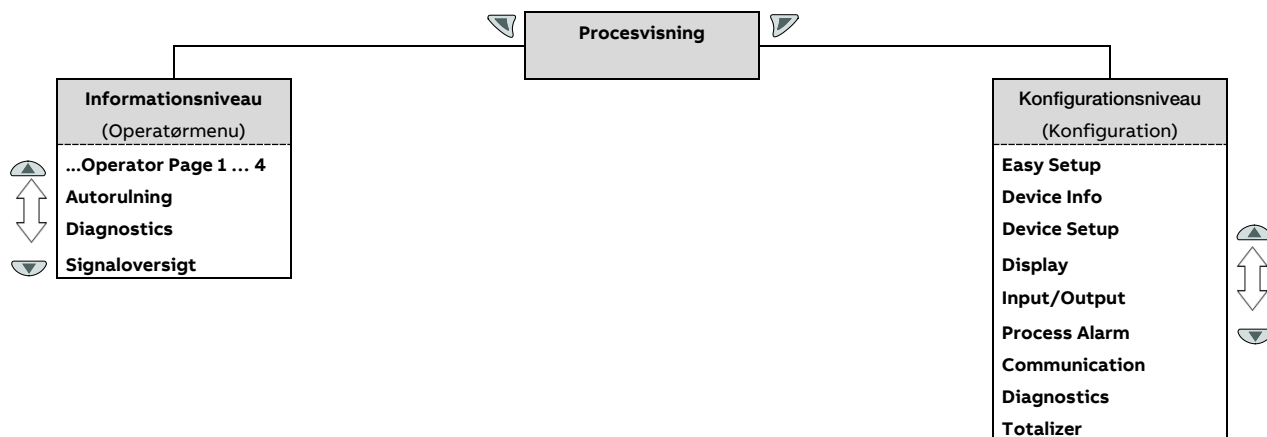 Procesvisning
Informationsniveau
(Operatørmenu)
...Operator Page 1 ... 4
Autorulning
Diagnostics
Signaloversigt
Konfigurationsniveau
(Konfiguration)
Easy Setup
Device Info
Device Setup
Display
Input/Output
Process Alarm
Communication
Diagnostics
Totalizer